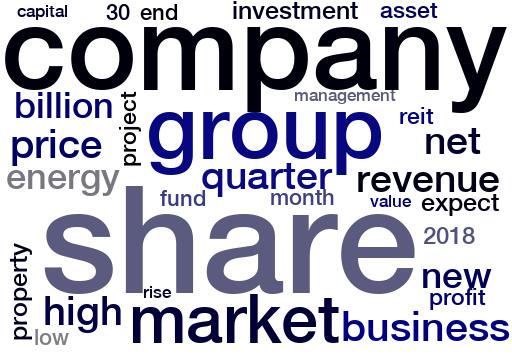 capital 30 end investment asset
company
billion project management
price group reit net
energy quarter revenue
fund month value expect
share 2018
property new
rise profit
high market business
low